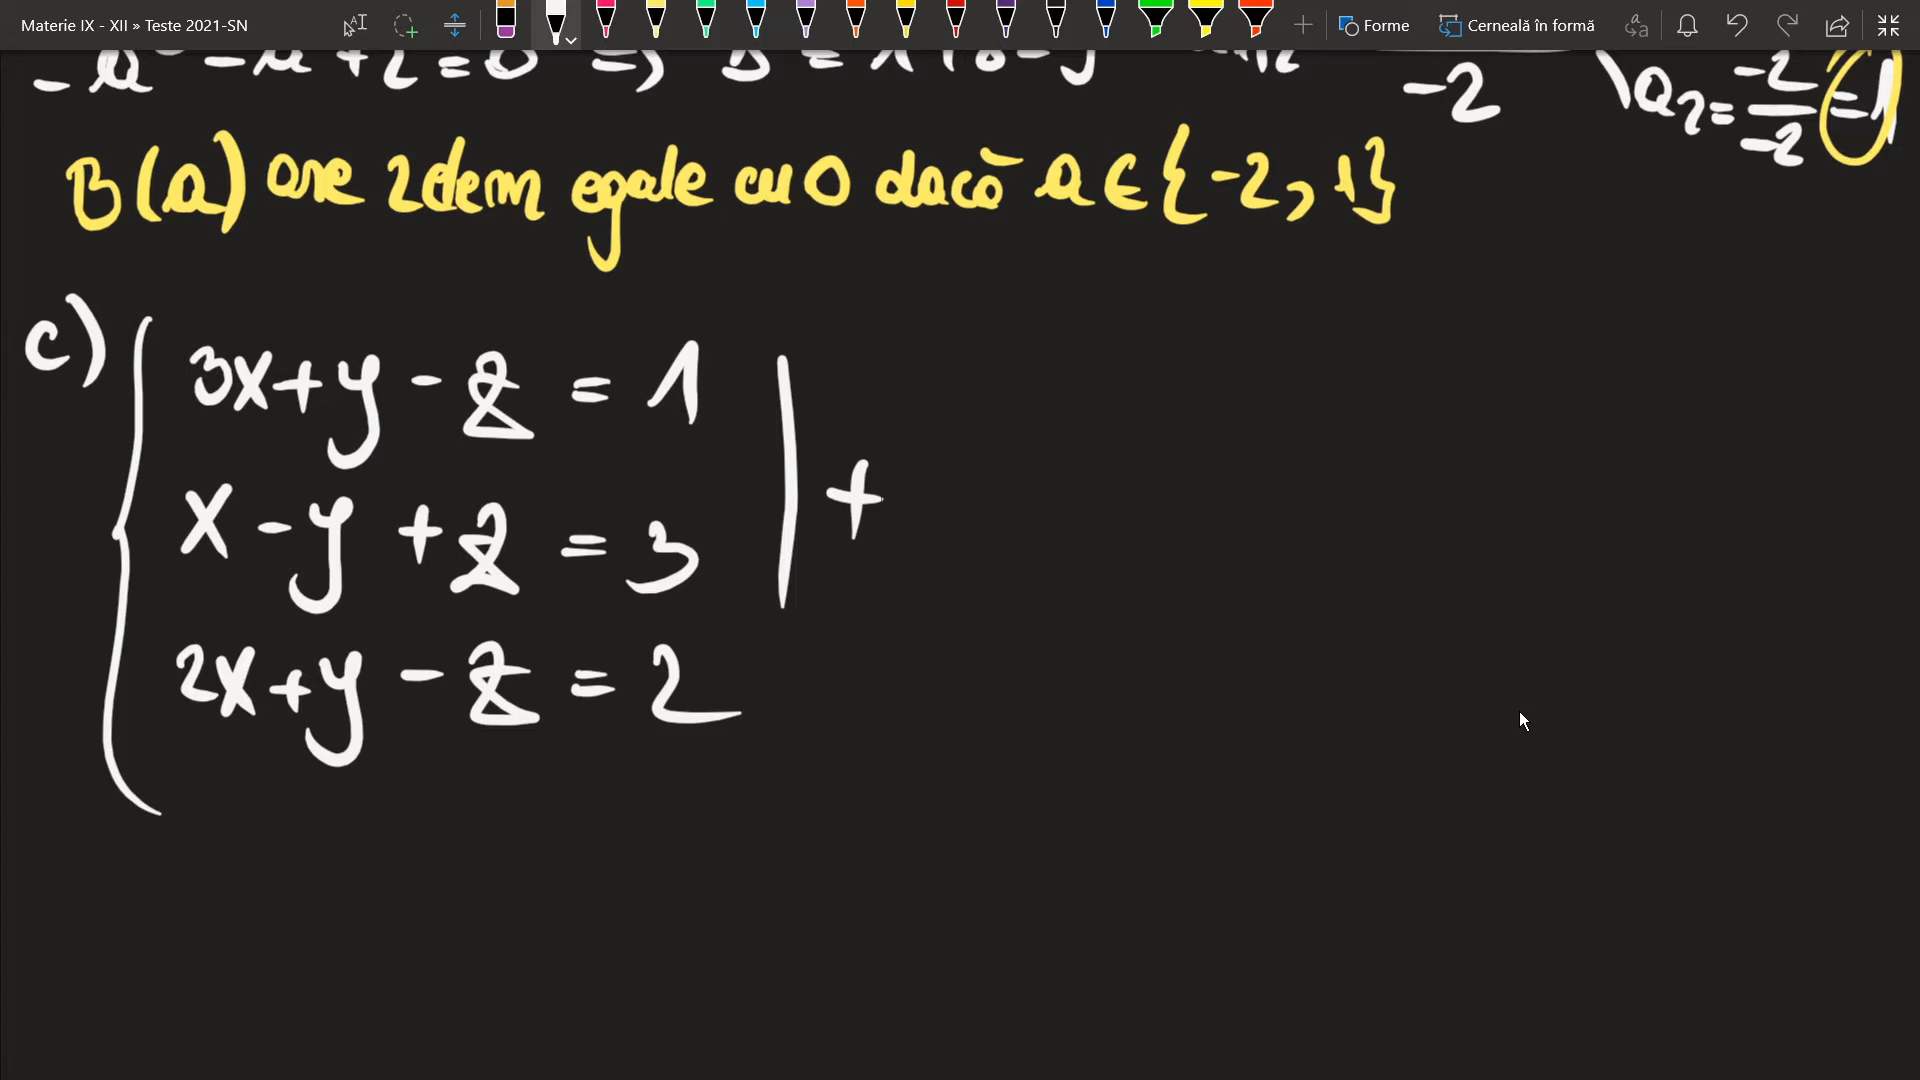 Materie IX - XII » Teste 2021-SN
Forme
Cerneală în formă
-2
a₂ = -2/-2 = 1
B(a) are 2 elem egale cu 0 dacă a ∈ {-2, 1}
c)
3x + y - z = 1
x - y + z = 3
+
2x + y - z = 2